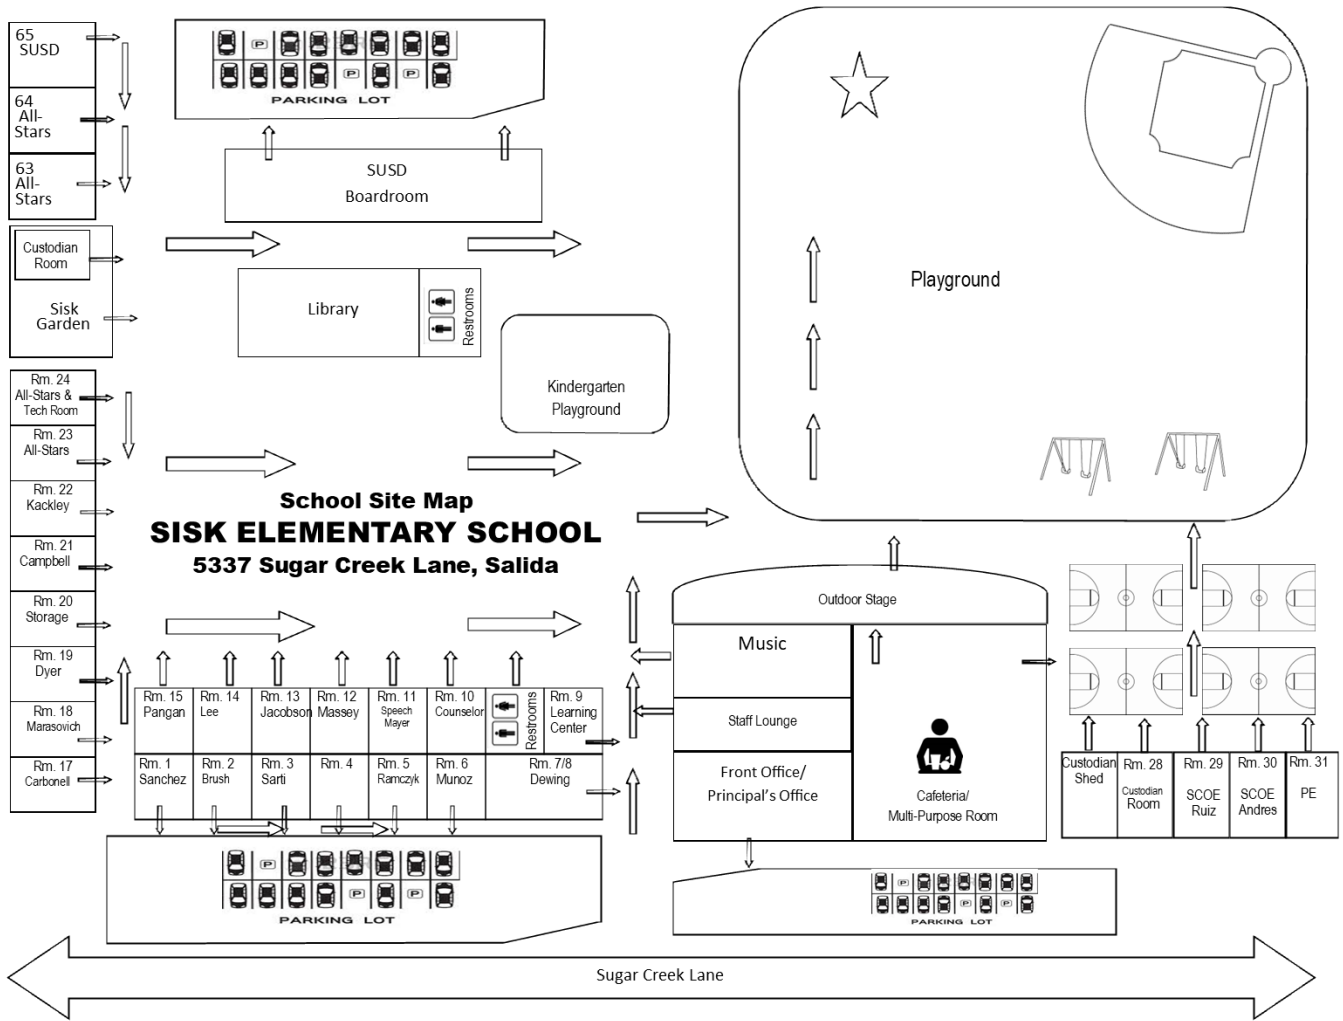 65
SUSD
64
All-
Stars
63
All-
Stars
Custodian
Room
Sisk
Garden
P
P
P
PARKING LOT
SUSD
Boardroom
Library
Restrooms
Kindergarten
Playground
Playground
Rm. 24
All-Stars &
Tech Room
Rm. 23
All-Stars
Rm. 22
Kackley
Rm. 21
Campbell
Rm. 20
Storage
Rm. 19
Dyer
Rm. 18
Marasovich
Rm. 17
Carbonell
School Site Map
SISK ELEMENTARY SCHOOL
5337 Sugar Creek Lane, Salida
Rm. 15
Pangan
Rm. 14
Lee
Rm. 13
Jacobson
Rm. 12
Massey
Rm. 11
Speech
Mayer
Rm. 10
Counselor
Restrooms
Rm. 9
Learning
Center
Rm. 1
Sanchez
Rm. 2
Brush
Rm. 3
Sarti
Rm. 4
Rm. 5
Ramczyk
Rm. 6
Munoz
Rm. 7/8
Dewing
Outdoor Stage
Music
Staff Lounge
Front Office/
Principal's Office
Cafeteria/
Multi-Purpose Room
Custodian
Shed
Rm. 28
Custodian
Room
Rm. 29
SCOE
Ruiz
Rm. 30
SCOE
Andres
Rm. 31
PE
P
P
P
PARKING LOT
P
P
P
PARKING LOT
Sugar Creek Lane